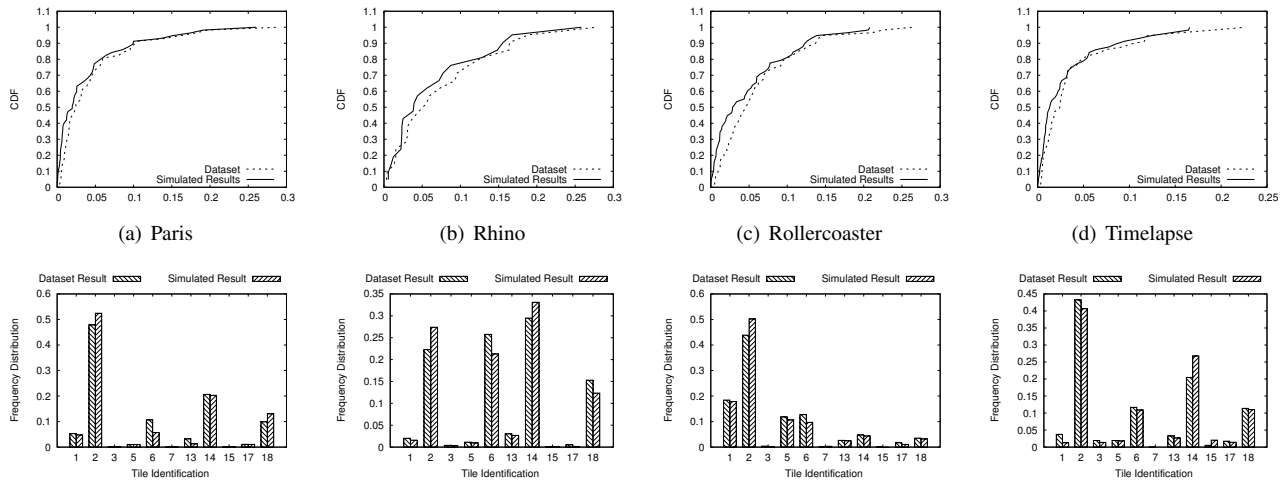 1.1
1
0.9
0.8
0.7
0.6
0.5
0.4
0.3
0.2
0.1
0
CDF
0 0.05 0.1 0.15 0.2 0.25 0.3
Dataset
Simulated Results
(a) Paris
1.1
1
0.9
0.8
0.7
0.6
0.5
0.4
0.3
0.2
0.1
0
CDF
0 0.05 0.1 0.15 0.2 0.25 0.3
Dataset
Simulated Results
(b) Rhino
1.1
1
0.9
0.8
0.7
0.6
0.5
0.4
0.3
0.2
0.1
0
CDF
0 0.05 0.1 0.15 0.2 0.25 0.3
Dataset
Simulated Results
(c) Rollercoaster
1.1
1
0.9
0.8
0.7
0.6
0.5
0.4
0.3
0.2
0.1
0
CDF
0 0.05 0.1 0.15 0.2 0.25
Dataset
Simulated Results
(d) Timelapse
Dataset Result Simulated Result
0.6
0.5
0.4
0.3
0.2
0.1
0
Frequency Distribution
1 2 3 5 6 7 13 14 15 17 18
Tile Identification
Dataset Result Simulated Result
0.35
0.3
0.25
0.2
0.15
0.1
0.05
0
Frequency Distribution
1 2 3 5 6 13 14 15 17 18
Tile Identification
Dataset Result Simulated Result
0.6
0.5
0.4
0.3
0.2
0.1
0
Frequency Distribution
1 2 3 5 6 7 13 14 15 17 18
Tile Identification
Dataset Result Simulated Result
0.45
0.4
0.35
0.3
0.25
0.2
0.15
0.1
0.05
0
Frequency Distribution
1 2 3 5 6 7 13 14 15 17 18
Tile Identification